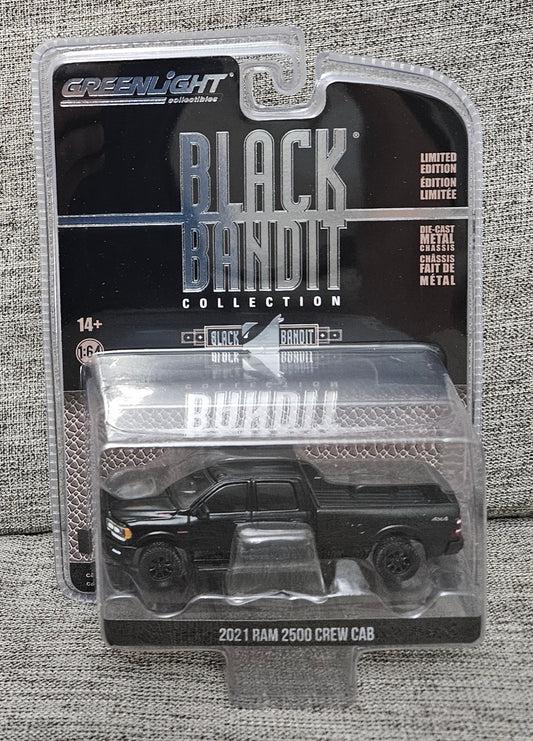 GREENLIGHT
collectibles
BLACK
BANDIT
COLLECTION
LIMITED
EDITION
ÉDITION
LIMITÉE
DIE-CAST
METAL
CHASSIS
CHÂSSIS
FAIT DE
MÉTAL
14+
1:64
BLACK BANDIT
4X4
2021 RAM 2500 CREW CAB